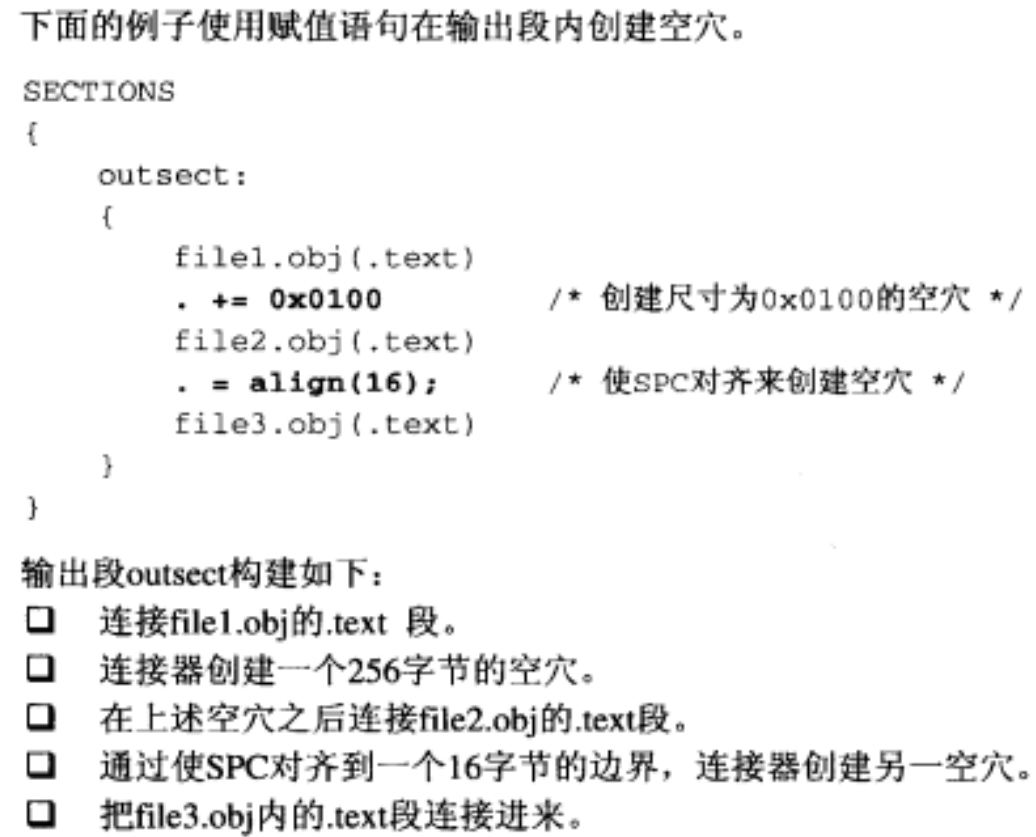 下面的例子使用赋值语句在输出段内创建空穴。
SECTIONS
{
outsect:
{
file1.obj(.text)
. += 0x0100 /* 创建尺寸为0x0100的空穴 */
file2.obj(.text)
. = align(16); /* 使SPC对齐来创建空穴 */
file3.obj(.text)
}
}
输出段outsect构建如下：
❑ 连接file1.obj的.text 段。
❑ 连接器创建一个256字节的空穴。
❑ 在上述空穴之后连接file2.obj的.text段。
❑ 通过使SPC对齐到一个16字节的边界，连接器创建另一空穴。
❑ 把file3.obj内的.text段连接进来。